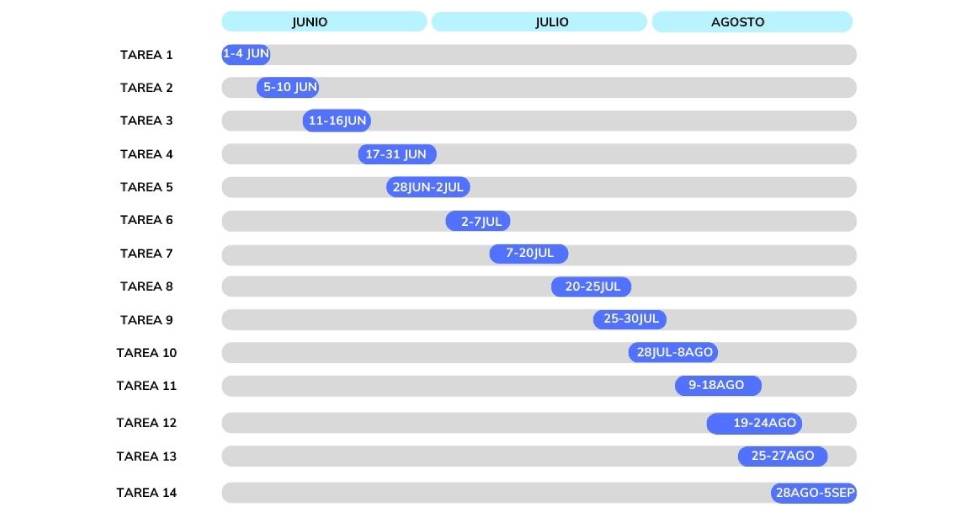 JUNIO JULIO AGOSTO
TAREA 1 1-4 JUN
TAREA 2 5-10 JUN
TAREA 3 11-16JUN
TAREA 4 17-31 JUN
TAREA 5 28JUN-2JUL
TAREA 6 2-7JUL
TAREA 7 7-20JUL
TAREA 8 20-25JUL
TAREA 9 25-30JUL
TAREA 10 28JUL-8AGO
TAREA 11 9-18AGO
TAREA 12 19-24AGO
TAREA 13 25-27AGO
TAREA 14 28AGO-5SEP